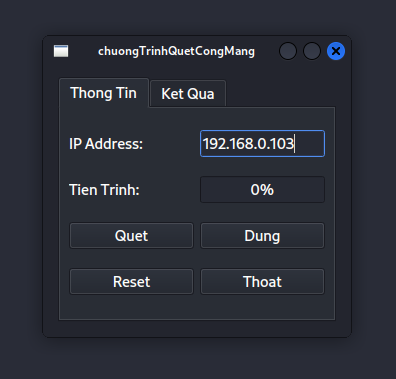 chuongTrinhQuetCongMang
Thong Tin Ket Qua
IP Address: 192.168.0.103
Tien Trinh: 0%
Quet Dung
Reset Thoat